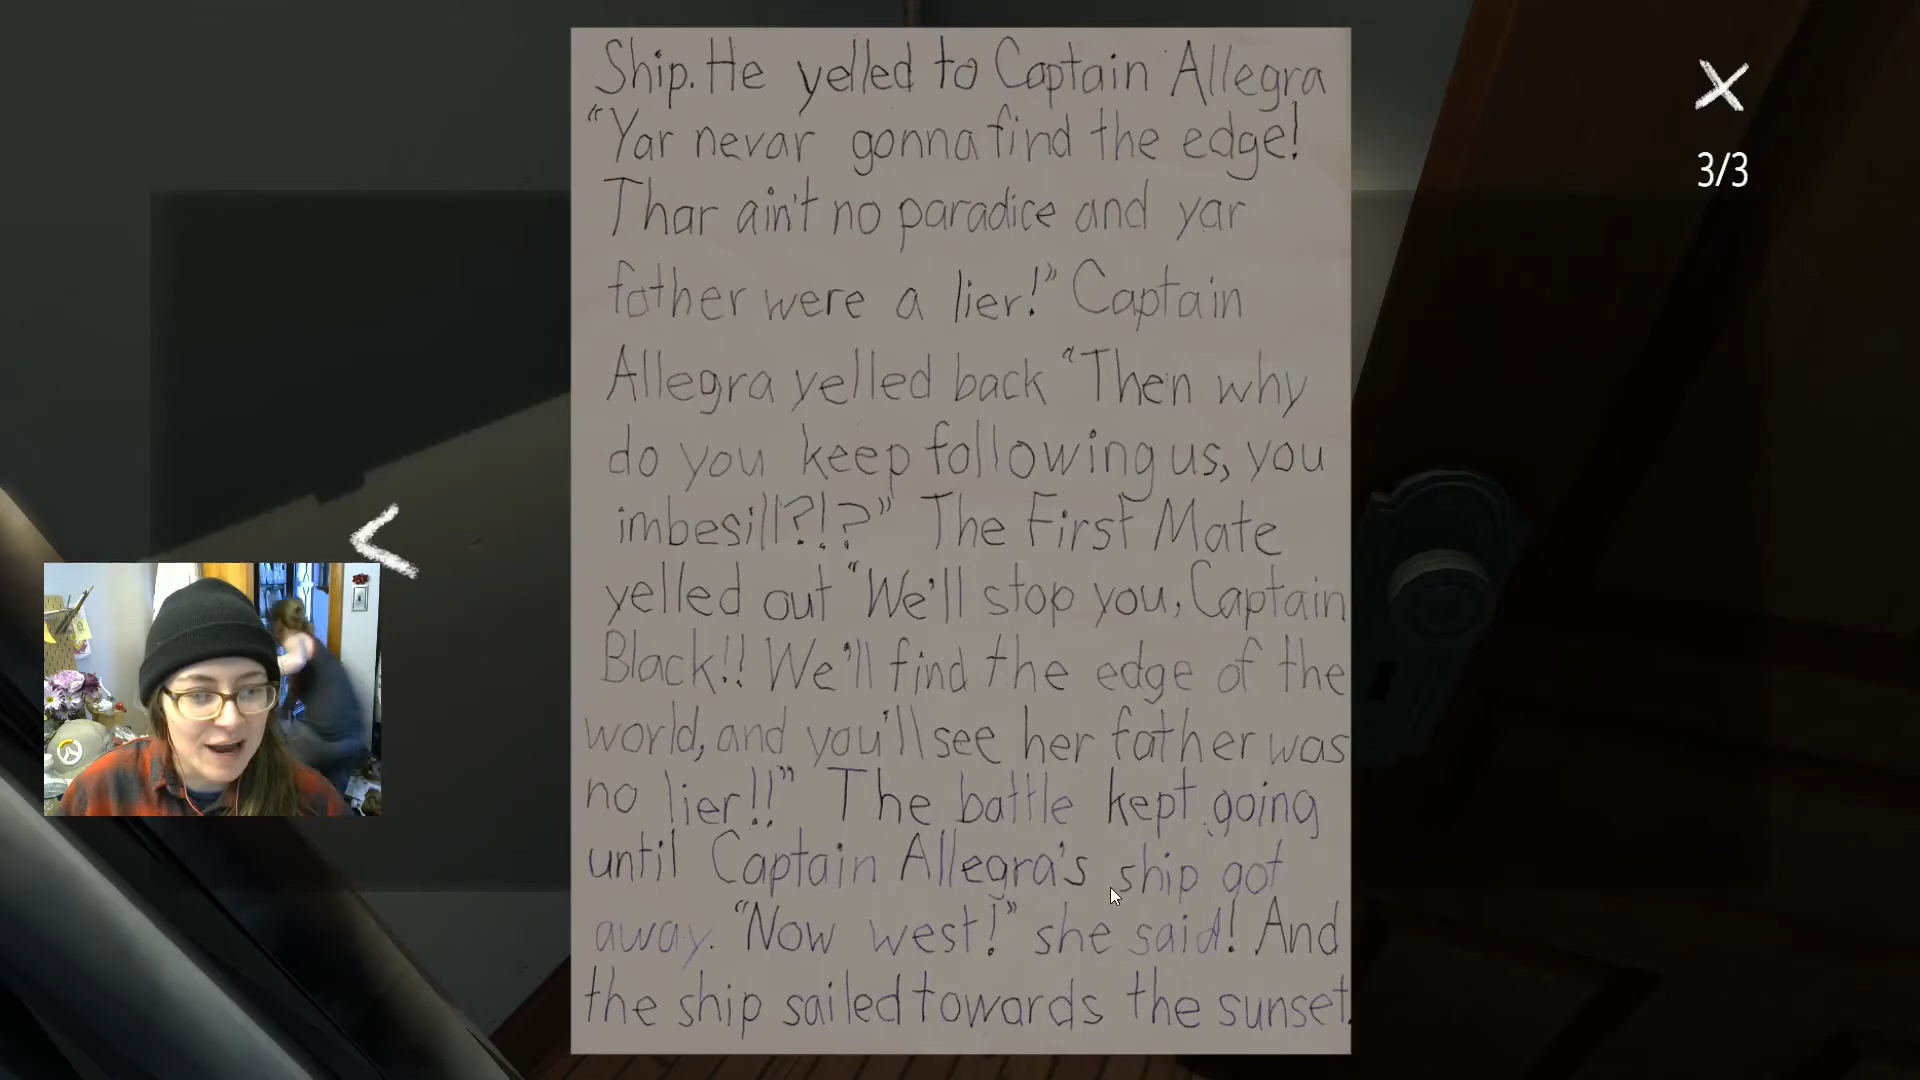 Ship. He yelled to Captain Allegra
"Yar nevar gonna find the edge!
Thar ain't no paradice and yar
father were a lier!" Captain
Allegra yelled back "Then why
do you keep following us, you
imbesill?!?" The First Mate
yelled out "We'll stop you, Captain
Black!! We'll find the edge of the
world, and you'll see her father was
no lier!!" The battle kept going
until Captain Allegra's ship got
away. "Now west!" she said! And
the ship sailed towards the sunset.
3/3